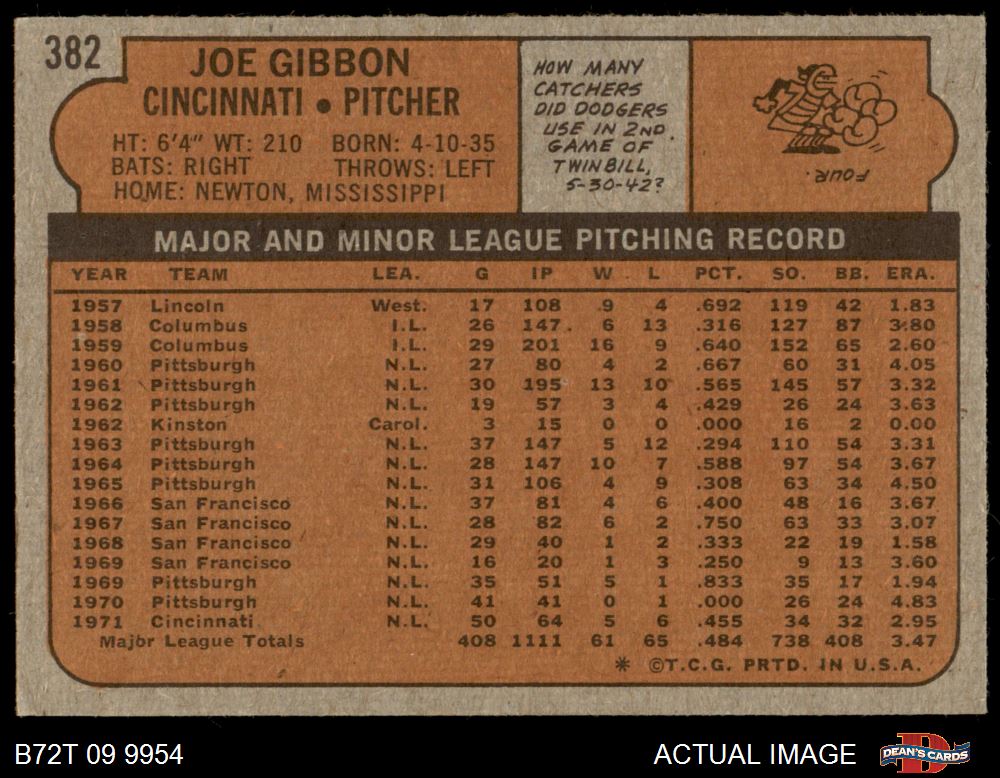 382
JOE GIBBON
CINCINNATI • PITCHER
HT: 6'4" WT: 210 BORN: 4-10-35
BATS: RIGHT THROWS: LEFT
HOME: NEWTON, MISSISSIPPI
HOW MANY
CATCHERS
DID DODGERS
USE IN 2ND
GAME OF
TWINBILL,
5-30-42?
FOUR.
MAJOR AND MINOR LEAGUE PITCHING RECORD
YEAR TEAM LEA. G IP W L PCT. SO. BB. ERA.
1957 Lincoln West. 17 108 9 4 .692 119 42 1.83
1958 Columbus I.L. 26 147 6 13 .316 127 87 3.80
1959 Columbus I.L. 29 201 16 9 .640 152 65 2.60
1960 Pittsburgh N.L. 27 80 4 2 .667 60 31 4.05
1961 Pittsburgh N.L. 30 195 13 10 .565 145 57 3.32
1962 Pittsburgh N.L. 19 57 3 4 .429 26 24 3.63
1962 Kinston Carol. 3 15 0 0 .000 16 2 0.00
1963 Pittsburgh N.L. 37 147 5 12 .294 110 54 3.31
1964 Pittsburgh N.L. 28 147 10 7 .588 97 54 3.67
1965 Pittsburgh N.L. 31 106 4 9 .308 63 34 4.50
1966 San Francisco N.L. 37 81 4 6 .400 48 16 3.67
1967 San Francisco N.L. 28 82 6 2 .750 63 33 3.07
1968 San Francisco N.L. 29 40 1 2 .333 22 19 1.58
1969 San Francisco N.L. 16 20 1 3 .250 9 13 3.60
1969 Pittsburgh N.L. 35 51 5 1 .833 35 17 1.94
1970 Pittsburgh N.L. 41 41 0 1 .000 26 24 4.83
1971 Cincinnati N.L. 50 64 5 6 .455 34 32 2.95
Major League Totals 408 1111 61 65 .484 738 408 3.47
* ©T.C.G. PRTD. IN U.S.A.
B72T 09 9954 ACTUAL IMAGE DEAN'S CARDS